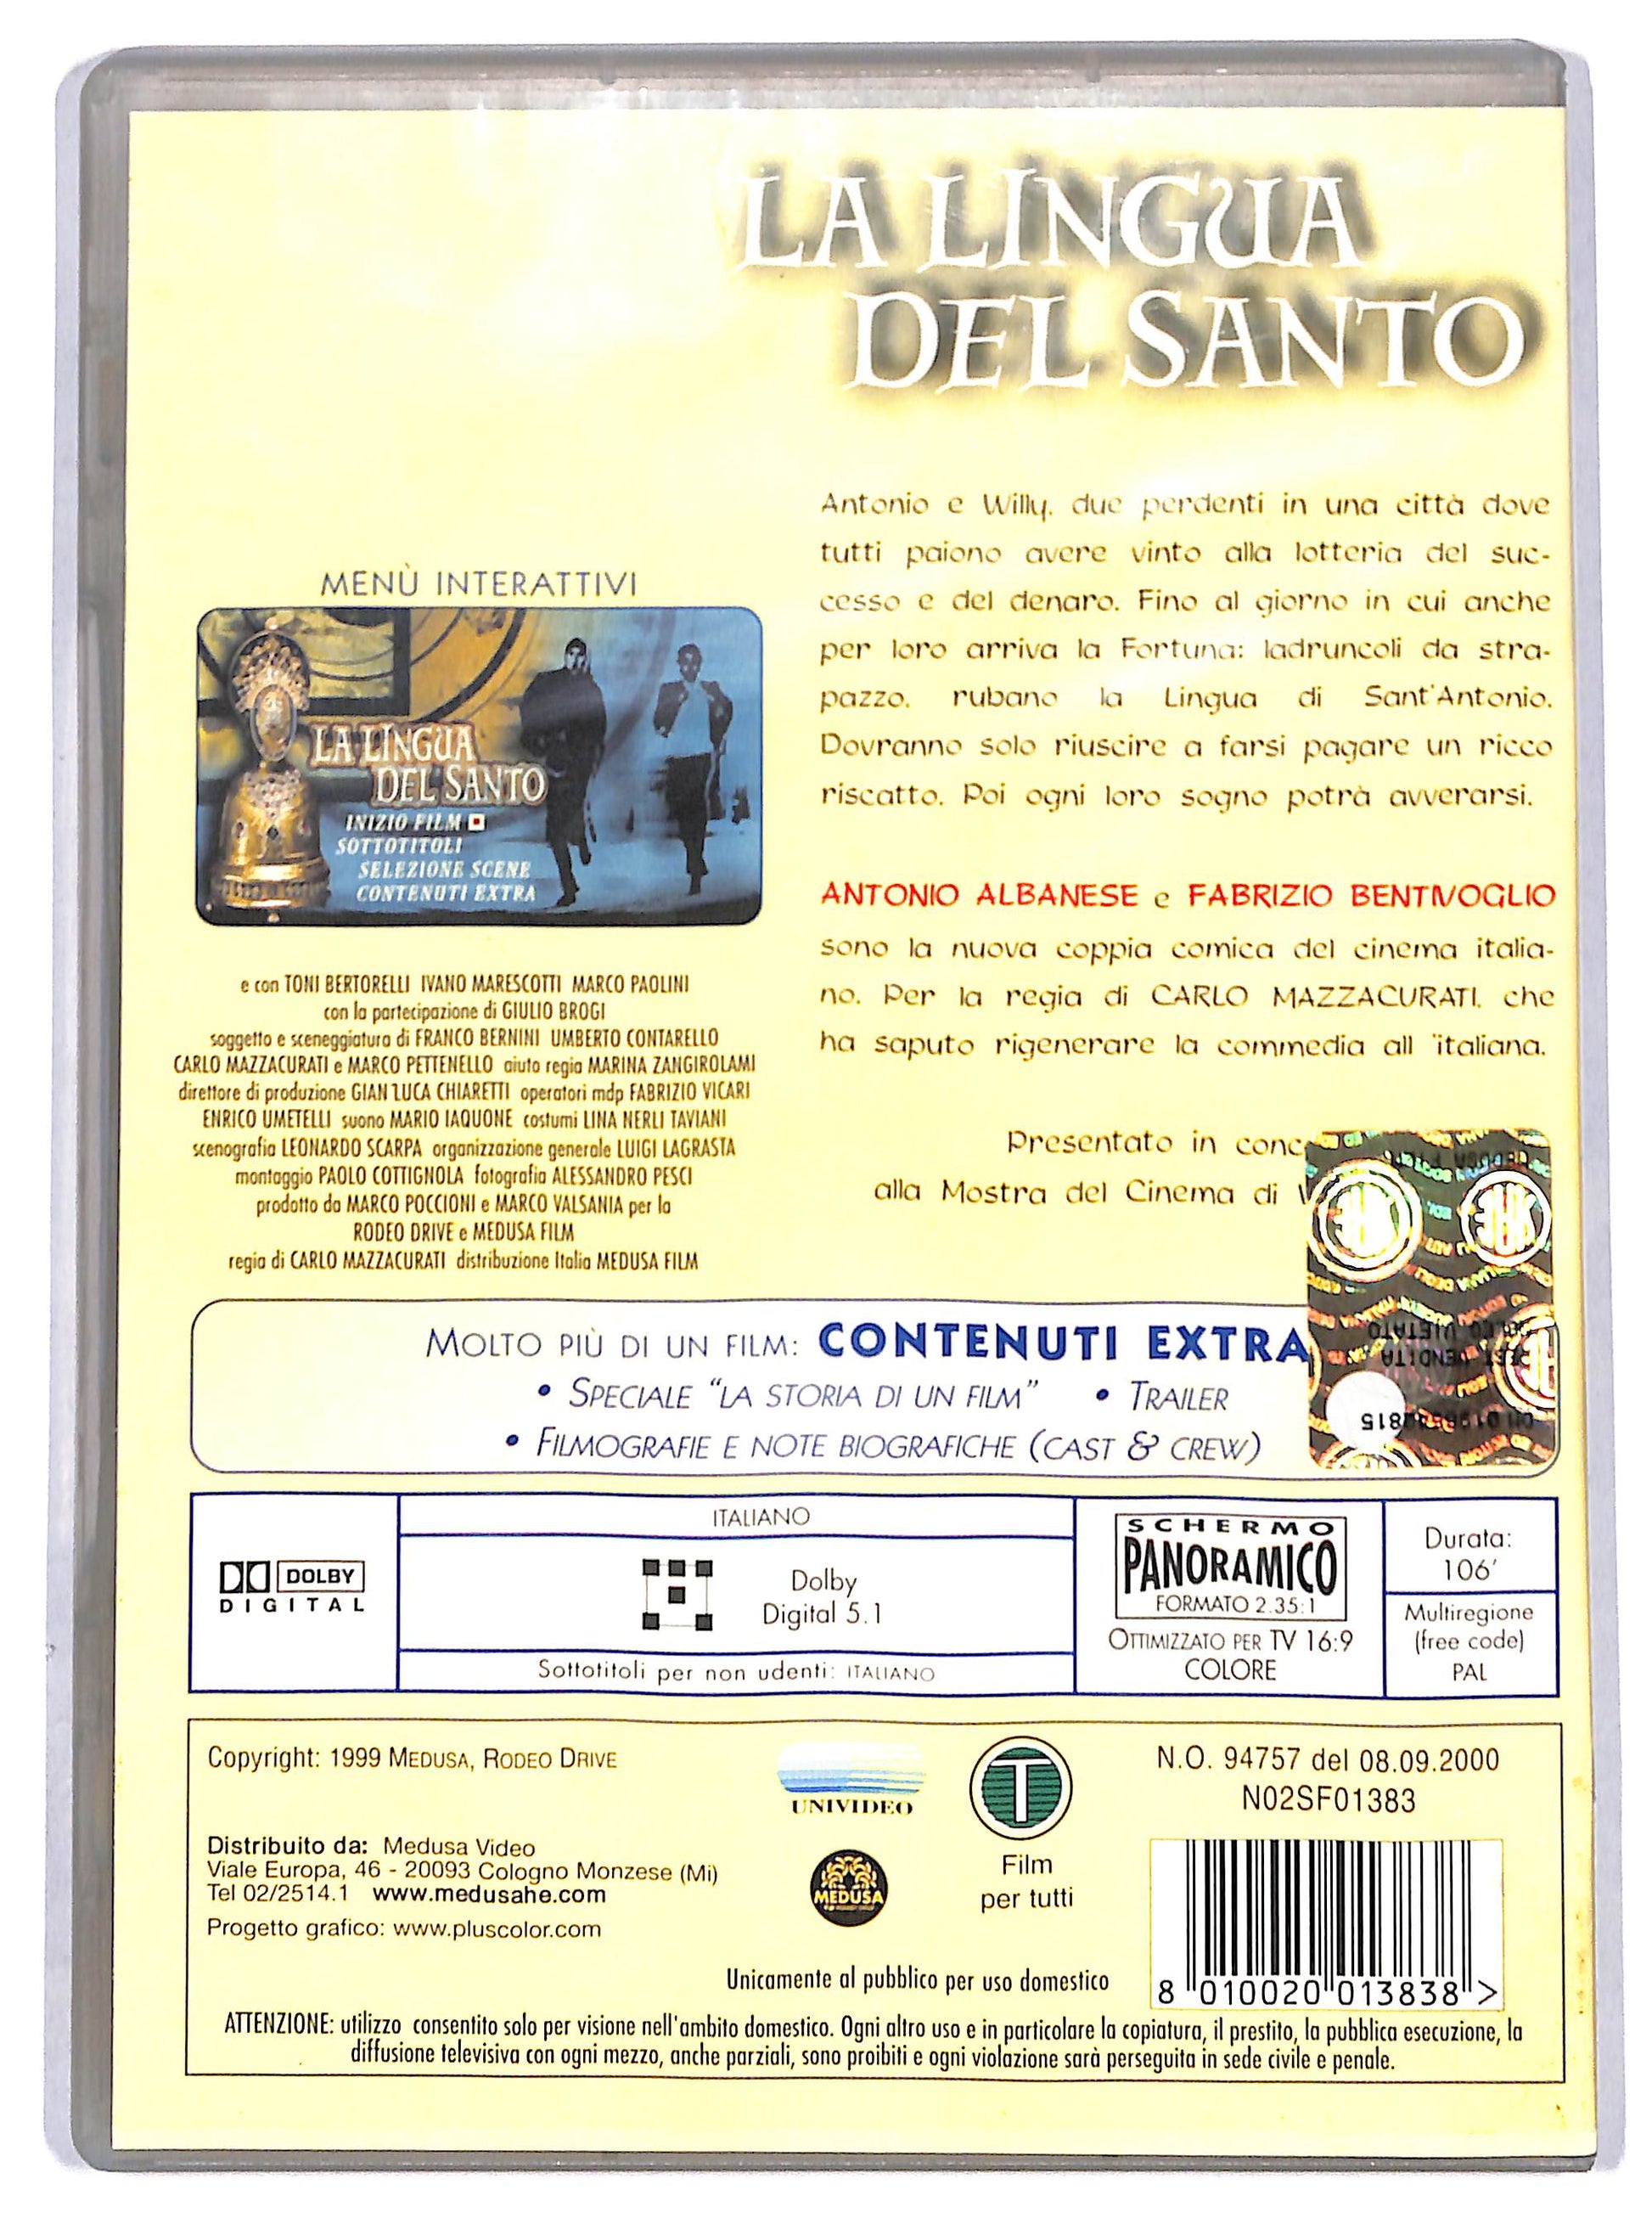 LA LINGUA
DEL SANTO
Antonio e Willy, due perdenti in una città dove
tutti paiono avere vinto alla lotteria del suc-
cesso e del denaro. Fino al giorno in cui anche
per loro arriva la Fortuna: ladruncoli da stra-
pazzo, rubano la Lingua di Sant'Antonio.
Dovranno solo riuscire a farsi pagare un ricco
riscatto. Poi ogni loro sogno potrà avverarsi.
ANTONIO ALBANESE e FABRIZIO BENTIVOGLIO
sono la nuova coppia comica del cinema italia-
no. Per la regia di CARLO MAZZACURATI, che
ha saputo rigenerare la commedia all 'italiana.
Presentato in conc
alla Mostra del Cinema di V
MENÙ INTERATTIVI
LA LINGUA
DEL SANTO
INIZIO FILM
SOTTOTITOLI
SELEZIONE SCENE
CONTENUTI EXTRA
e con TONI BERTORELLI IVANO MARESCOTTI MARCO PAOLINI
con la partecipazione di GIULIO BROGI
soggetto e sceneggiatura di FRANCO BERNINI UMBERTO CONTARELLO
CARLO MAZZACURATI e MARCO PETTENELLO aiuto regia MARINA ZANGIROLAMI
direttore di produzione GIAN LUCA CHIARETTI operatori mdp FABRIZIO VICARI
ENRICO UMETELLI suono MARIO IAQUONE costumi LINA NERLI TAVIANI
scenografia LEONARDO SCARPA organizzazione generale LUIGI LAGRASTA
montaggio PAOLO COTTIGNOLA fotografia ALESSANDRO PESCI
prodotto da MARCO POCCIONI e MARCO VALSANIA per la
RODEO DRIVE e MEDUSA FILM
regia di CARLO MAZZACURATI distribuzione Italia MEDUSA FILM
MOLTO PIÙ DI UN FILM: CONTENUTI EXTRA
• SPECIALE "LA STORIA DI UN FILM" • TRAILER
• FILMOGRAFIE E NOTE BIOGRAFICHE (CAST & CREW)
DOLBY
DIGITAL
ITALIANO
Dolby
Digital 5.1
Sottotitoli per non udenti: ITALIANO
SCHERMO
PANORAMICO
FORMATO 2.35:1
OTTIMIZZATO PER TV 16:9
COLORE
Durata:
106'
Multiregione
(free code)
PAL
Copyright: 1999 MEDUSA, RODEO DRIVE
Distribuito da: Medusa Video
Viale Europa, 46 - 20093 Cologno Monzese (Mi)
Tel 02/2514.1 www.medusahe.com
Progetto grafico: www.pluscolor.com
UNIVIDEO
MEDUSA
T
Film
per tutti
N.O. 94757 del 08.09.2000
N02SF01383
8 010020 013838 >
Unicamente al pubblico per uso domestico
ATTENZIONE: utilizzo consentito solo per visione nell'ambito domestico. Ogni altro uso e in particolare la copiatura, il prestito, la pubblica esecuzione, la
diffusione televisiva con ogni mezzo, anche parziali, sono proibiti e ogni violazione sarà perseguita in sede civile e penale.